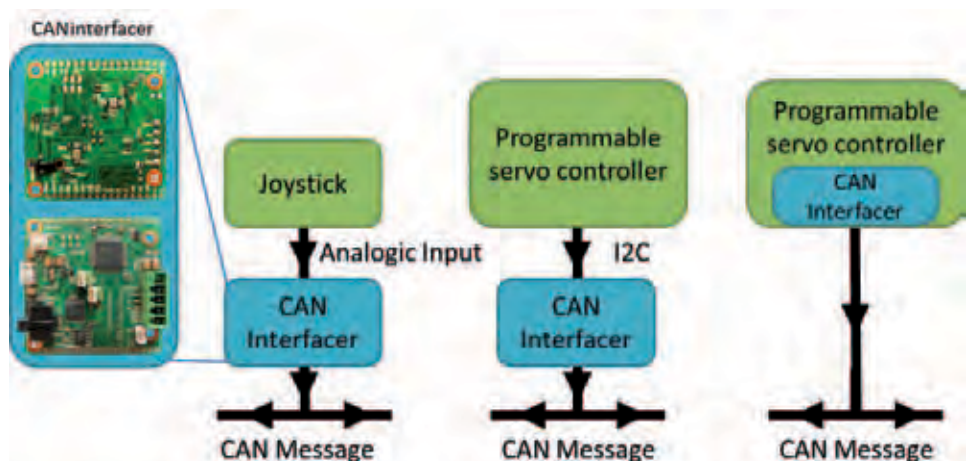 CANinterfacer
Joystick
Analogic Input
CAN
Interfacer
CAN Message
Programmable
servo controller
I2C
CAN
Interfacer
CAN Message
Programmable
servo controller
CAN
Interfacer
CAN Message